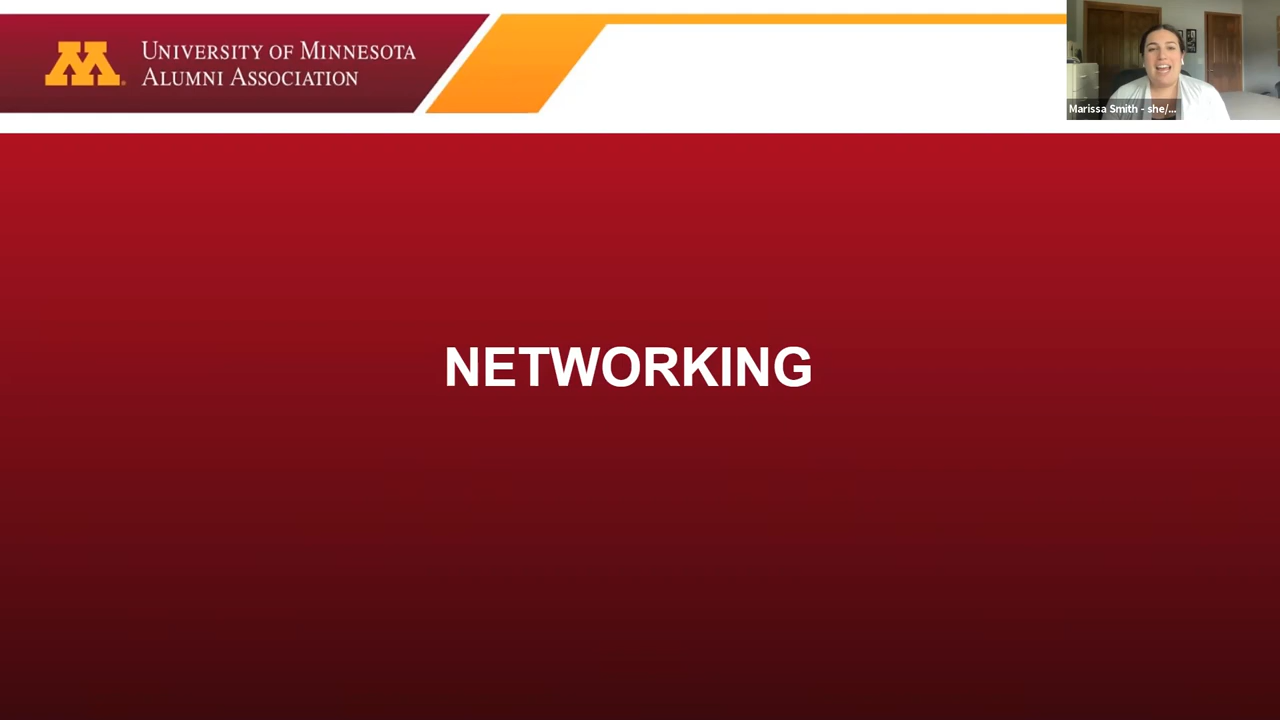 UNIVERSITY OF MINNESOTA
ALUMNI ASSOCIATION
Marissa Smith - she/...
NETWORKING